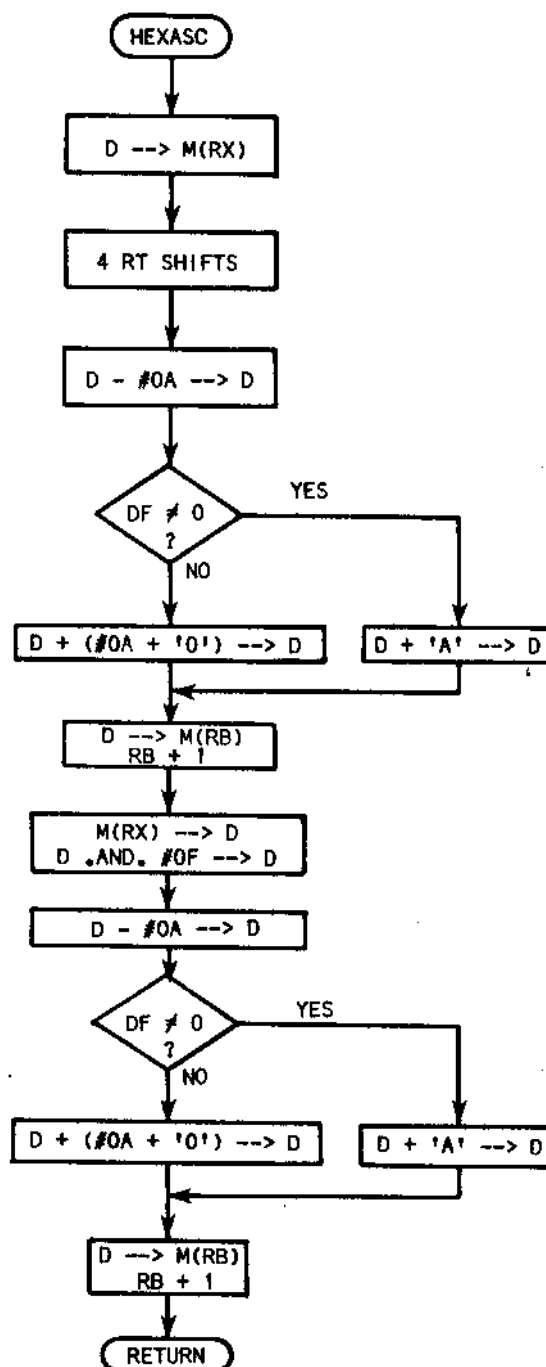 HEXASC
D --> M(RX)
4 RT SHIFTS
D - #0A --> D
DF ≠ 0
?
YES
NO
D + (#0A + '0') --> D
D + 'A' --> D
D --> M(RB)
RB + 1
M(RX) --> D
D .AND. #0F --> D
D - #0A --> D
DF ≠ 0
?
YES
NO
D + (#0A + '0') --> D
D + 'A' --> D
D --> M(RB)
RB + 1
RETURN